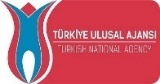 TÜRKİYE ULUSAL AJANSI
TURKISH NATIONAL AGENCY